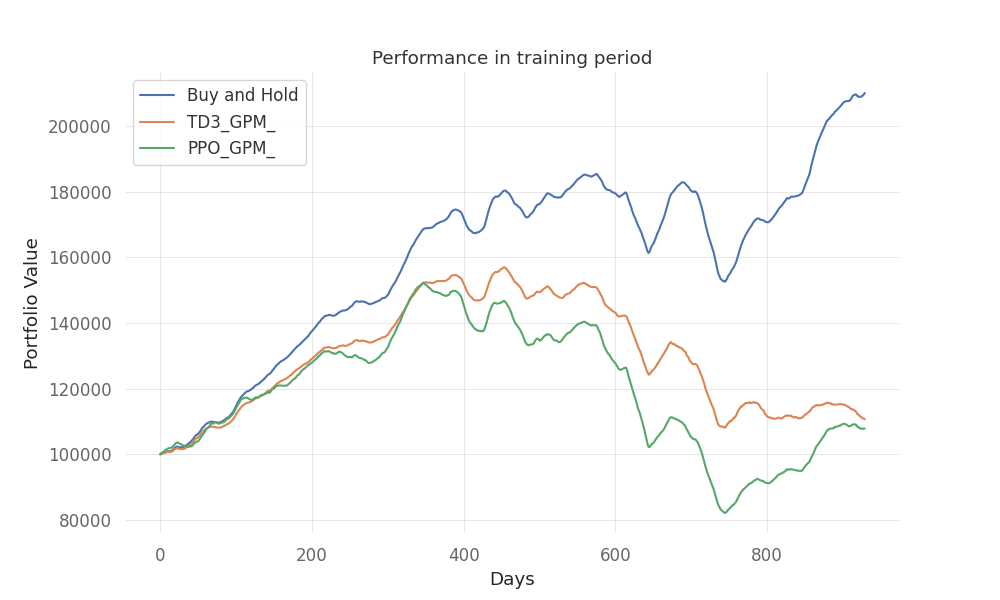 Performance in training period
Buy and Hold
TD3_GPM_
PPO_GPM_
Portfolio Value
200000
180000
160000
140000
120000
100000
80000
0
200
400
600
800
Days